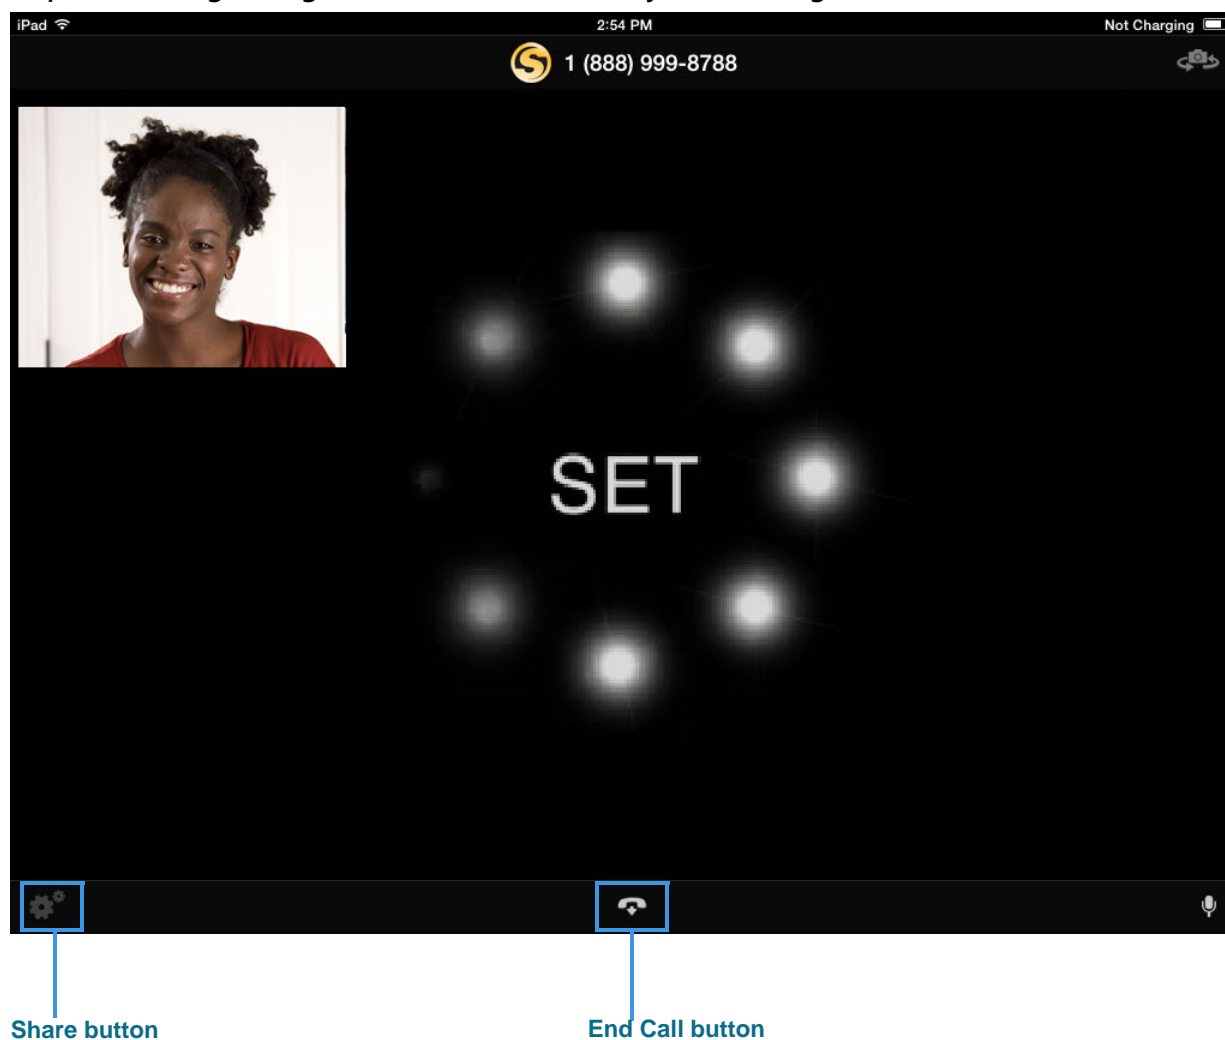 iPad
2:54 PM
Not Charging
S 1 (888) 999-8788
SET
Share button
End Call button